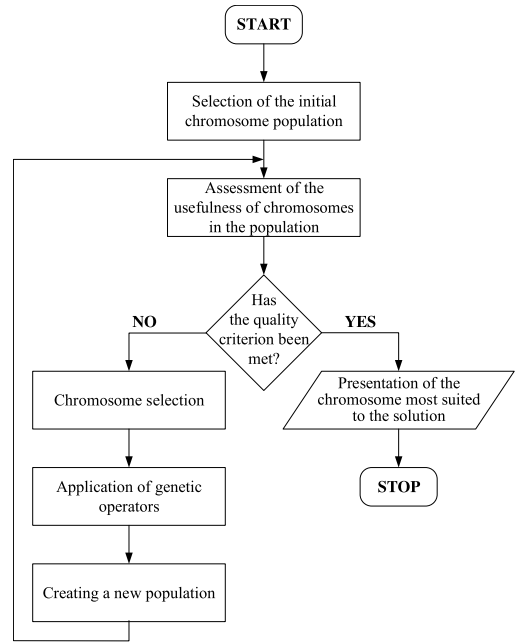 START
Selection of the initial
chromosome population
Assessment of the
usefulness of chromosomes
in the population
Has
the quality
criterion been
met?
NO
YES
Chromosome selection
Presentation of the
chromosome most suited
to the solution
Application of genetic
operators
STOP
Creating a new population